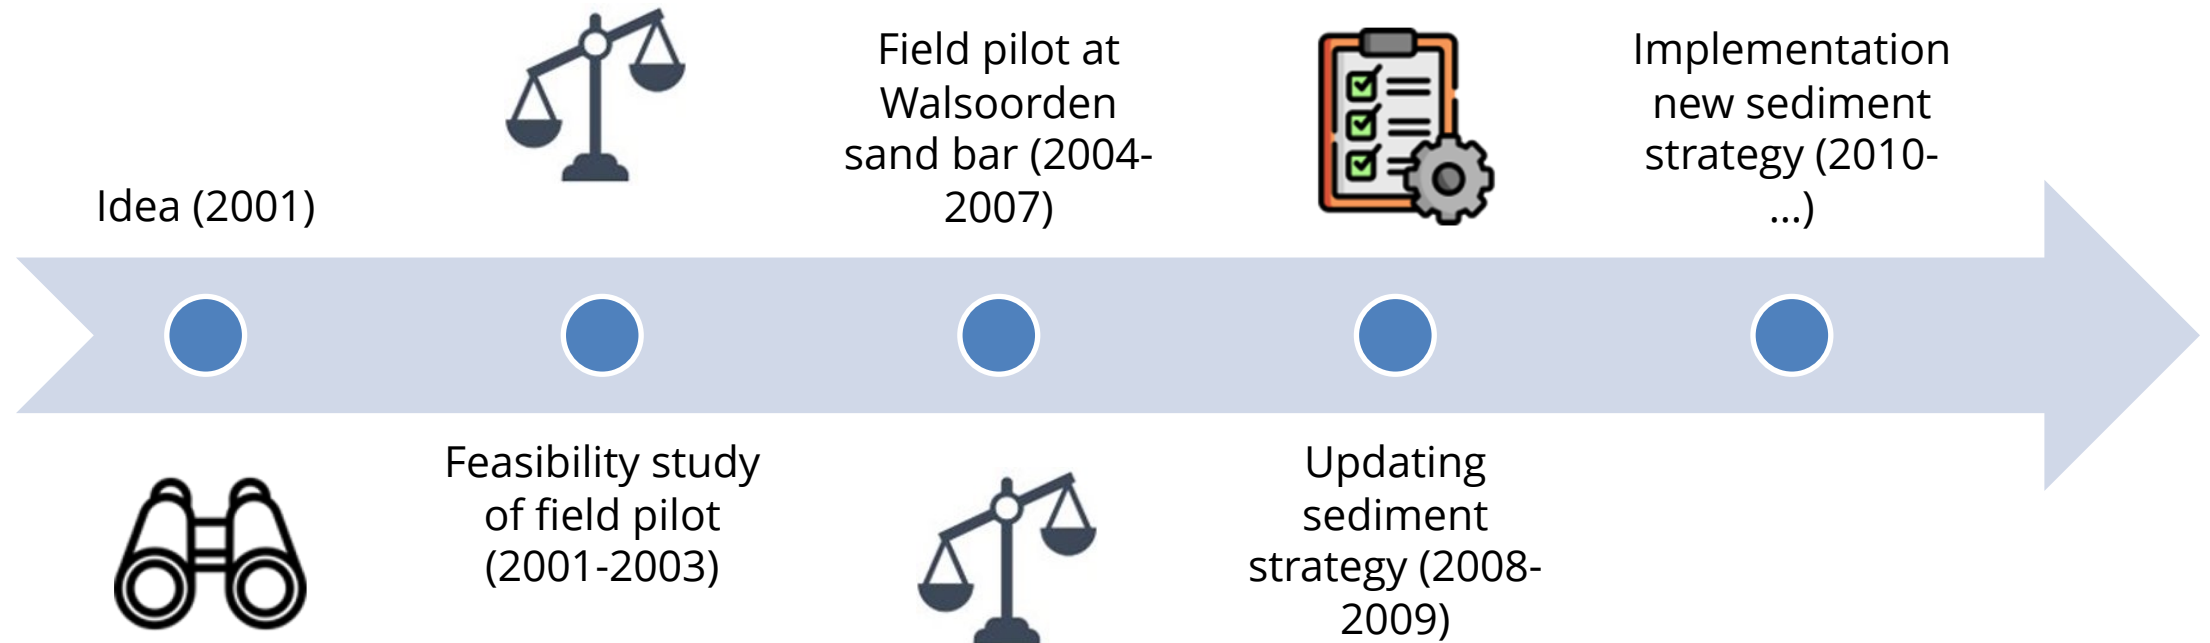 Idea (2001)
Feasibility study
of field pilot
(2001-2003)
Field pilot at
Walsoorden
sand bar (2004-
2007)
Updating
sediment
strategy (2008-
2009)
Implementation
new sediment
strategy (2010-
...)